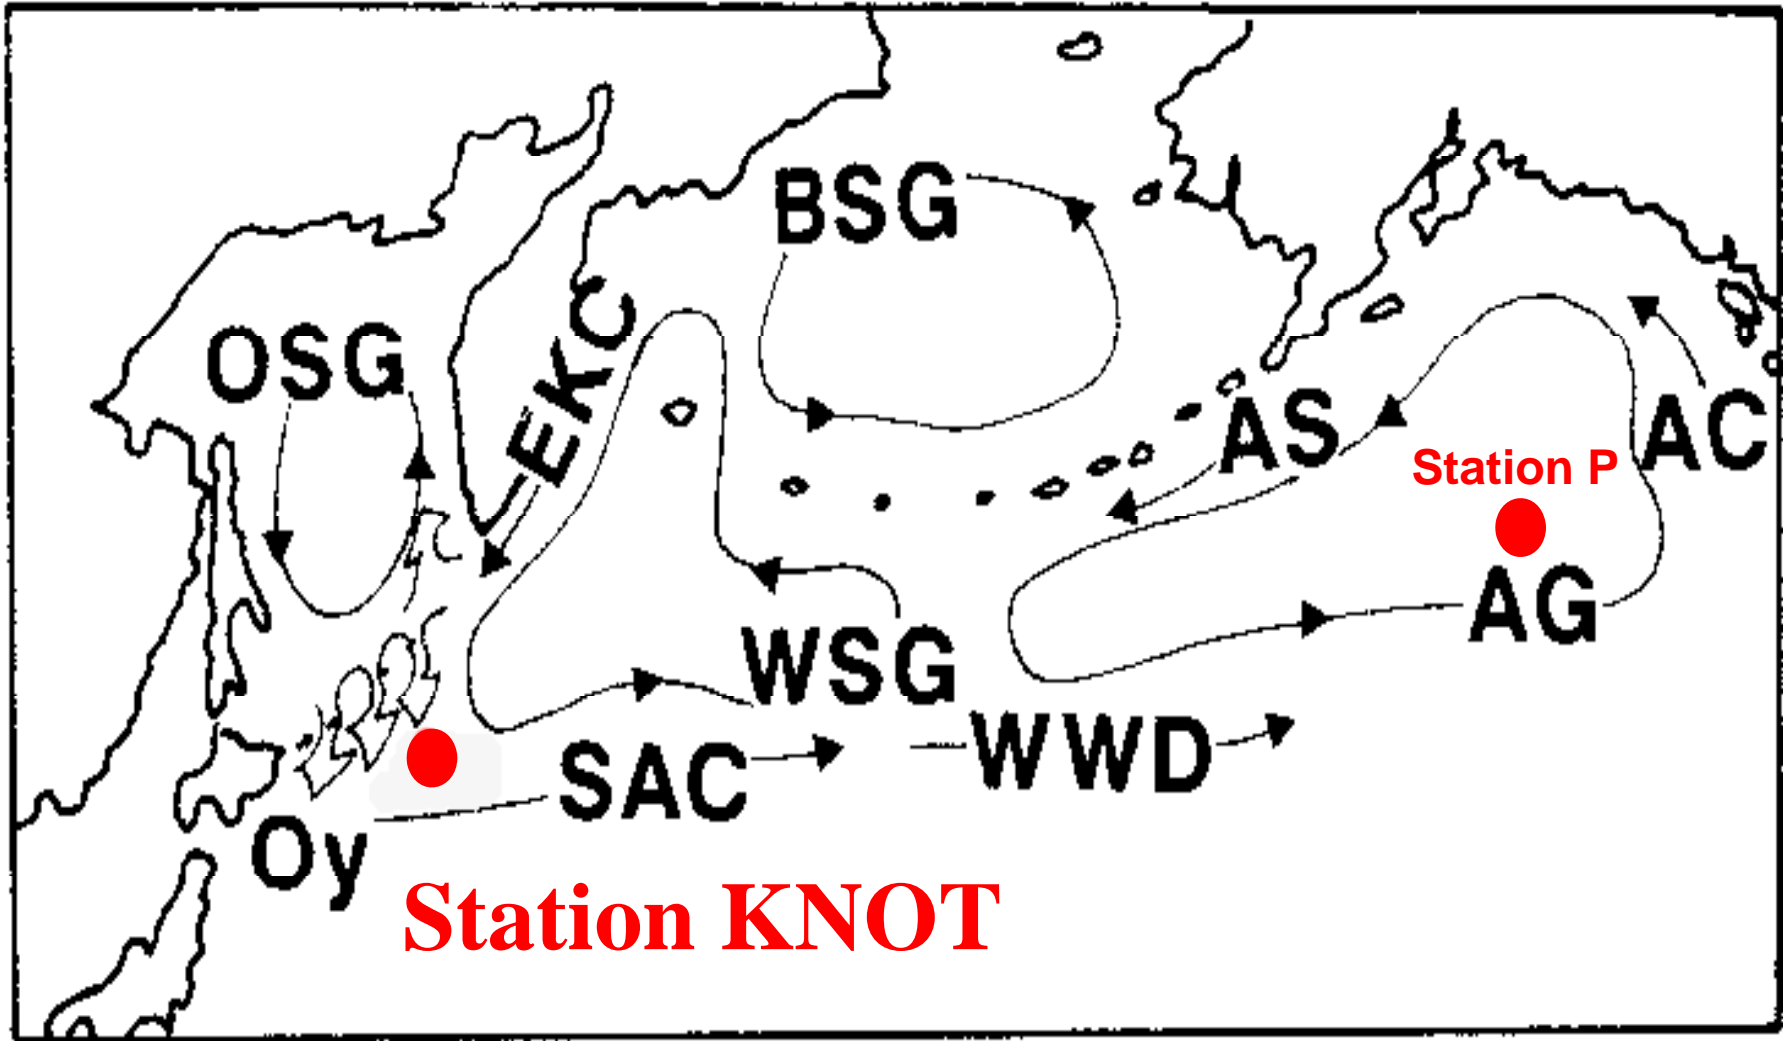 BSG
EKC
OSG
AS
AC
Station P
AG
WSG
WWD
SAC
Oy
Station KNOT